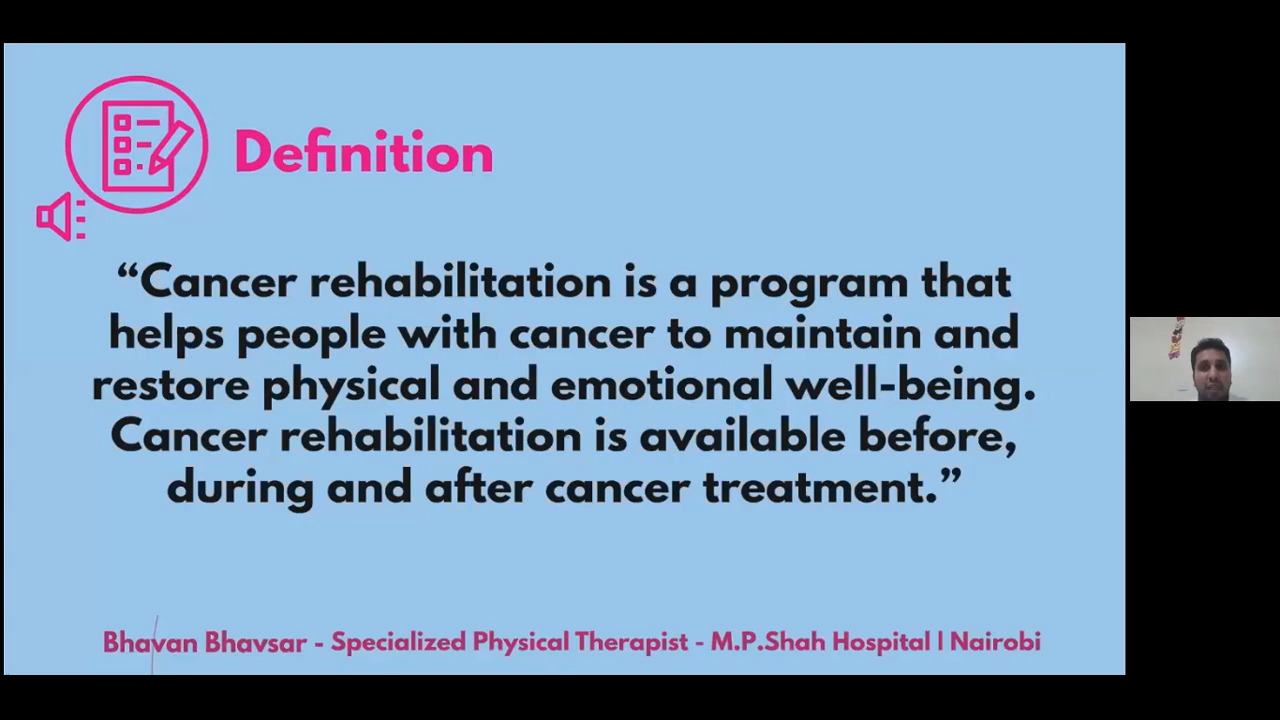 Definition
“Cancer rehabilitation is a program that
helps people with cancer to maintain and
restore physical and emotional well-being.
Cancer rehabilitation is available before,
during and after cancer treatment.”
Bhavan Bhavsar - Specialized Physical Therapist - M.P.Shah Hospital | Nairobi